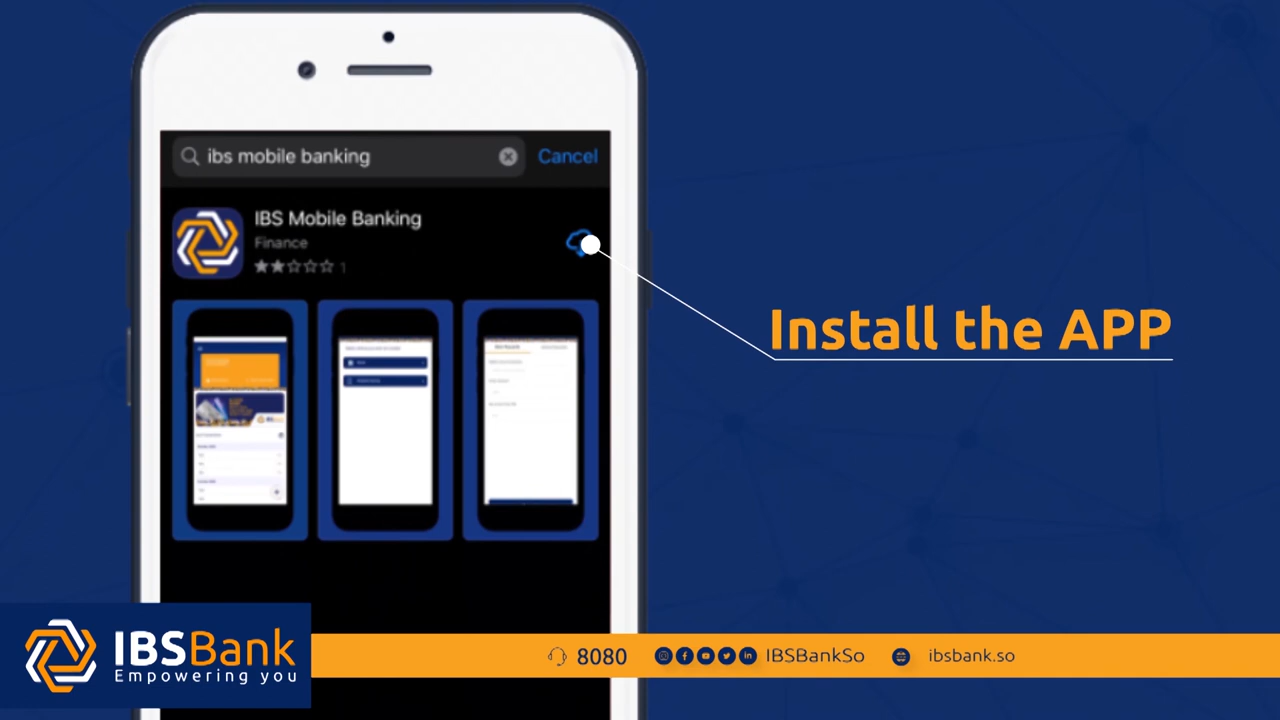 ibs mobile banking
Cancel
IBS Mobile Banking
Finance
1
Install the APP
IBSBank
Empowering you
8080
IBSBankSo
ibsbank.so